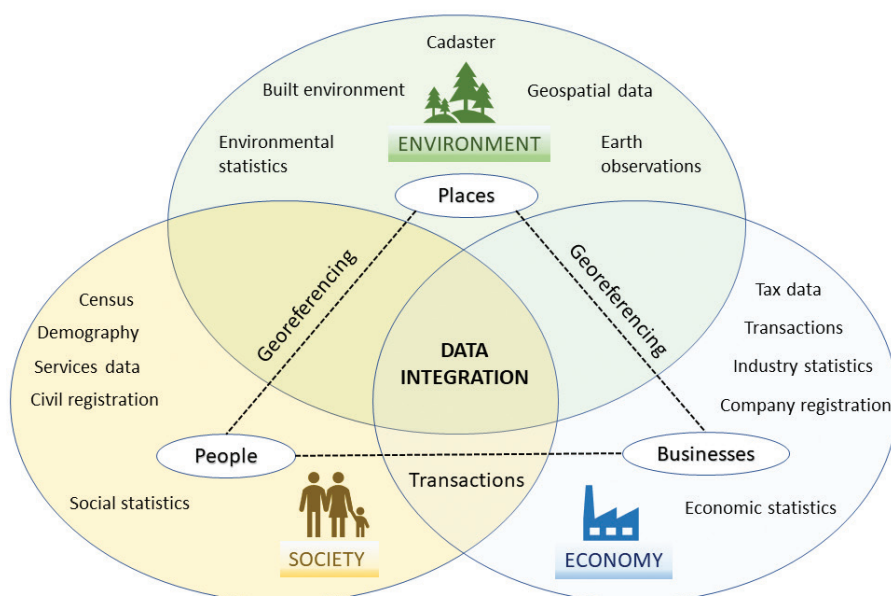 Cadaster
Built environment
Geospatial data
Environmental
statistics
ENVIRONMENT
Earth
observations
Places
Georeferencing
Georeferencing
Census
Demography
Services data
Civil registration
Tax data
Transactions
Industry statistics
Company registration
DATA
INTEGRATION
People
Businesses
Transactions
Social statistics
Economic statistics
SOCIETY
ECONOMY